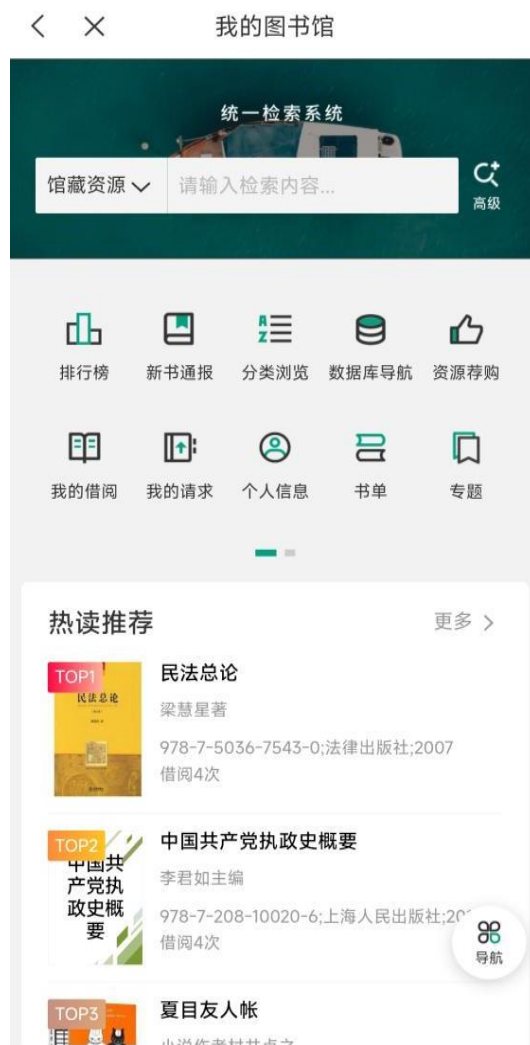 我的图书馆
统一检索系统
馆藏资源
请输入检索内容...
高级
排行榜
新书通报
分类浏览
数据库导航
资源荐购
我的借阅
我的请求
个人信息
书单
专题
热读推荐
更多
TOP1
民法总论
民法总论
梁慧星著
978-7-5036-7543-0;法律出版社;2007
借阅4次
TOP2
中国共
产党执
政史概
要
中国共产党执政史概要
李君如主编
978-7-208-10020-6;上海人民出版社;20
借阅4次
导航
TOP3
夏目友人帐